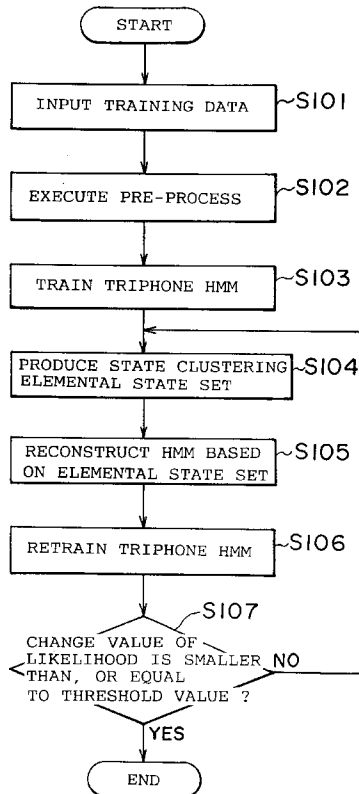 START
INPUT TRAINING DATA
S101
EXECUTE PRE-PROCESS
S102
TRAIN TRIPHONE HMM
S103
PRODUCE STATE CLUSTERING
ELEMENTAL STATE SET
S104
RECONSTRUCT HMM BASED
ON ELEMENTAL STATE SET
S105
RETRAIN TRIPHONE HMM
S106
S107
CHANGE VALUE OF
LIKELIHOOD IS SMALLER
THAN, OR EQUAL
TO THRESHOLD VALUE ?
NO
YES
END